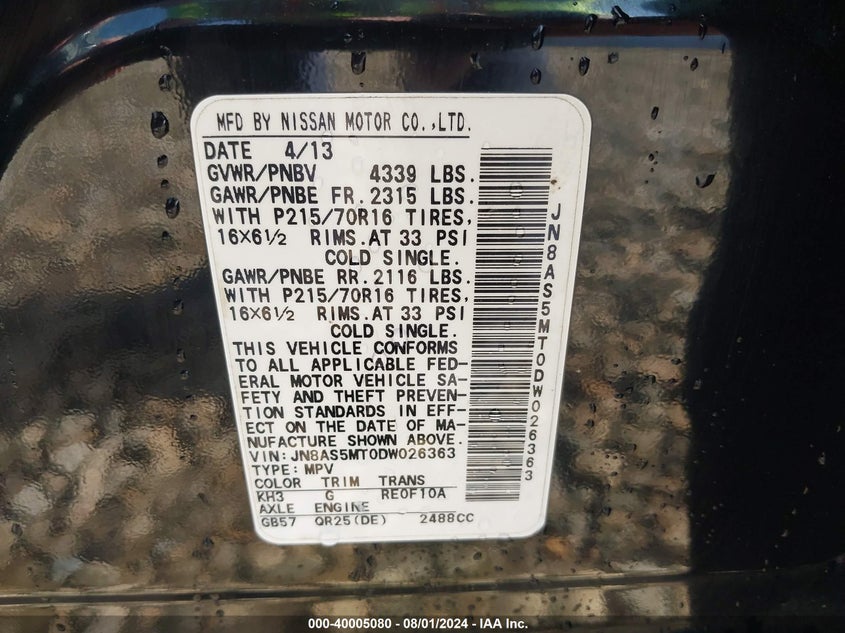 MFD BY NISSAN MOTOR CO.,LTD.
DATE 4/13
GVWR/PNBV 4339 LBS.
GAWR/PNBE FR. 2315 LBS.
WITH P215/70R16 TIRES,
16X6½ RIMS. AT 33 PSI
COLD SINGLE.
GAWR/PNBE RR. 2116 LBS.
WITH P215/70R16 TIRES,
16X6½ RIMS. AT 33 PSI
COLD SINGLE.
THIS VEHICLE CONFORMS
TO ALL APPLICABLE FED-
ERAL MOTOR VEHICLE SA-
FETY AND THEFT PREVEN-
TION STANDARDS IN EFF-
ECT ON THE DATE OF MA-
NUFACTURE SHOWN ABOVE.
VIN: JN8AS5MT0DW026363
TYPE: MPV
COLOR TRIM TRANS
KH3 G RE0F10A
AXLE ENGINE
GB57 QR25(DE) 2488CC
JN8AS5MT0DW026363
000-40005080 - 08/01/2024 - IAA Inc.